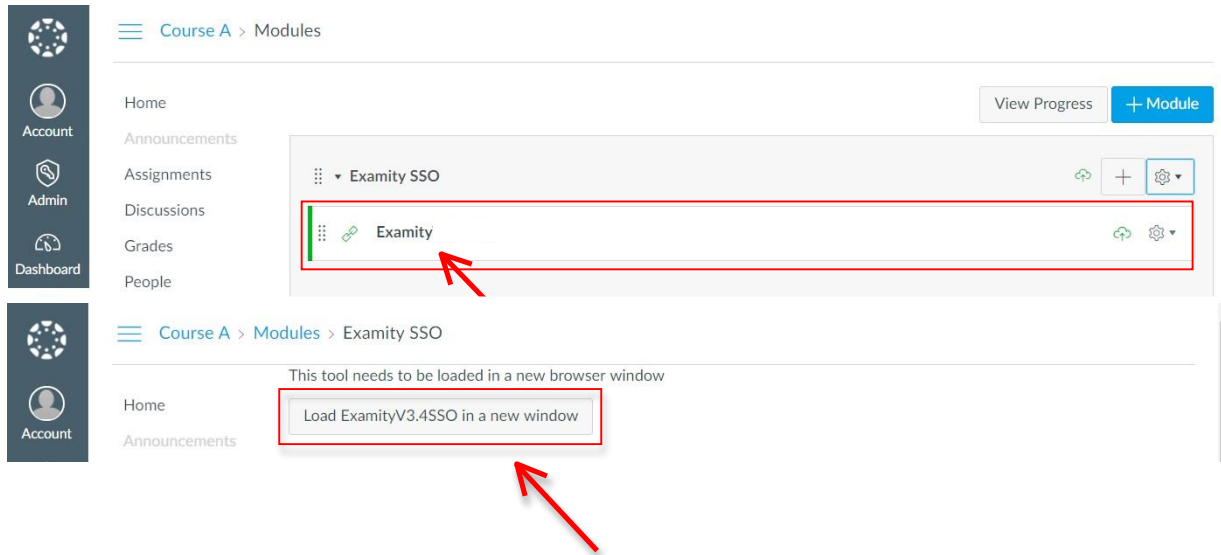 Course A > Modules
Account
Admin
Dashboard
Home
Announcements
Assignments
Discussions
Grades
People
View Progress
+ Module
Examity SSO
Examity
Course A > Modules > Examity SSO
Account
Home
Announcements
This tool needs to be loaded in a new browser window
Load ExamityV3.4SSO in a new window